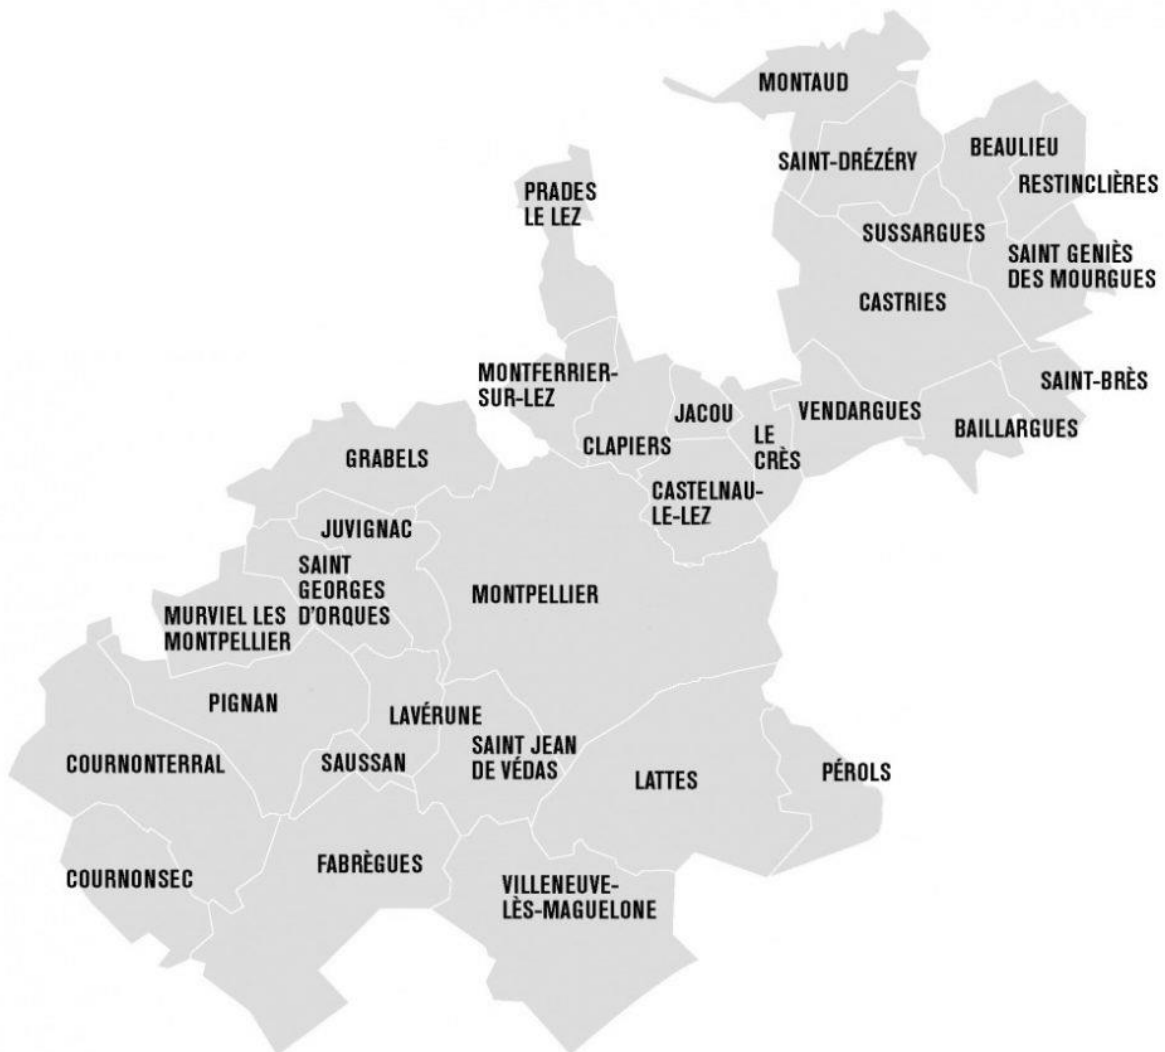 MONTAUD
BEAULIEU
SAINT-DRÉZÉRY
RESTINCLIÈRES
PRADES
LE LEZ
SUSSARGUES
SAINT GENIÈS
DES MOURGUES
CASTRIES
MONTFERRIER-
SUR-LEZ
SAINT-BRÈS
JACOU
VENDARGUES
BAILLARGUES
CLAPIERS
LE
CRÈS
GRABELS
CASTELNAU-
LE-LEZ
JUVIGNAC
SAINT
GEORGES
D'ORQUES
MONTPELLIER
MURVIEL LES
MONTPELLIER
PIGNAN
LAVÉRUNE
SAINT JEAN
DE VÉDAS
COURNONTERRAL
SAUSSAN
LATTES
PÉROLS
FABRÈGUES
COURNONSEC
VILLENEUVE-
LÈS-MAGUELONE